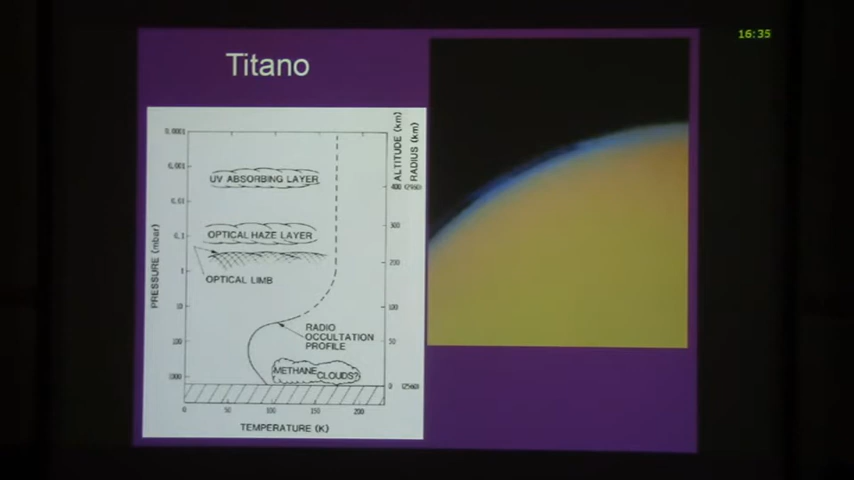 16:35
Titano
0.0001
0.001
0.01
0.1
1
10
100
1000
PRESSURE (mbar)
UV ABSORBING LAYER
OPTICAL HAZE LAYER
OPTICAL LIMB
RADIO
OCCULTATION
PROFILE
METHANE CLOUDS?
ALTITUDE (km)
RADIUS (km)
400 (2960)
300
200
100
50
0 (2560)
0 50 100 150 200
TEMPERATURE (K)